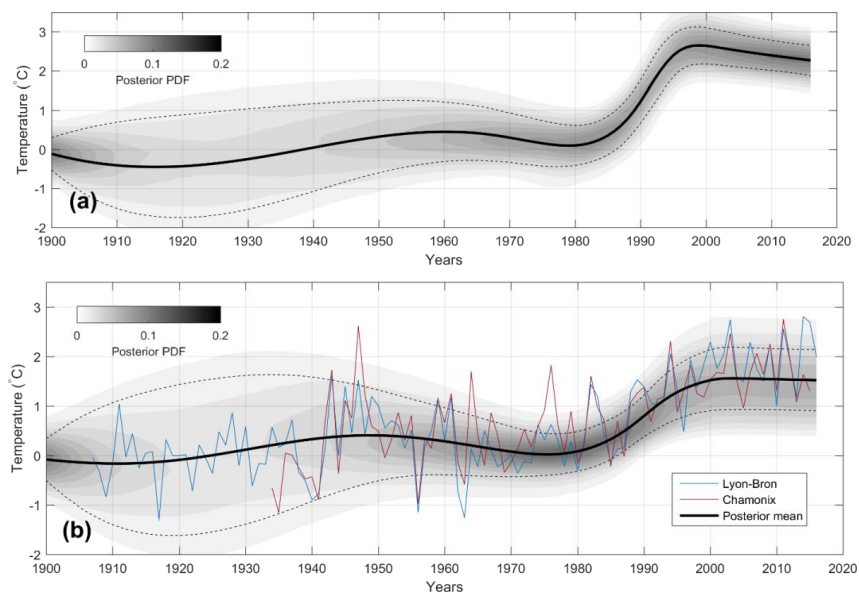 3
2
1
0
-1
-2
Temperature (°C)
0 0.1 0.2
Posterior PDF
(a)
1900 1910 1920 1930 1940 1950 1960 1970 1980 1990 2000 2010 2020
Years
3
2
1
0
-1
-2
Temperature (°C)
0 0.1 0.2
Posterior PDF
Lyon-Bron
Chamonix
Posterior mean
(b)
1900 1910 1920 1930 1940 1950 1960 1970 1980 1990 2000 2010 2020
Years